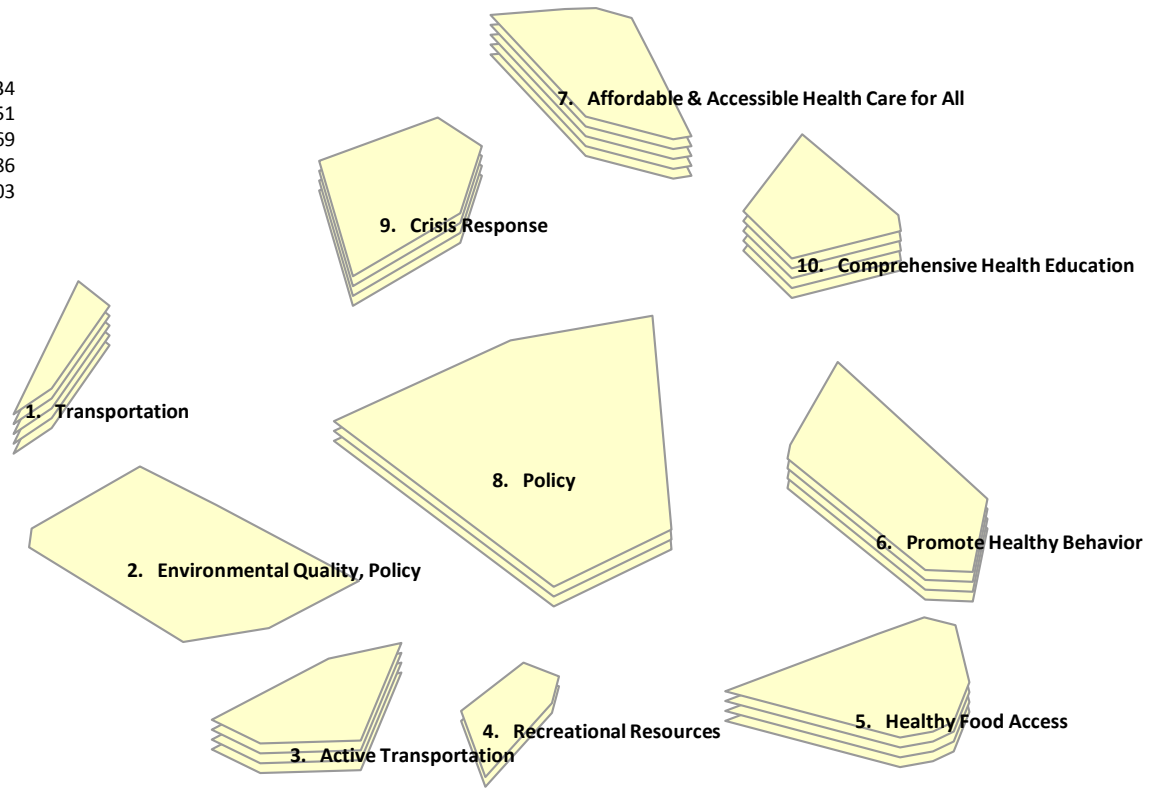 7. Affordable & Accessible Health Care for All
9. Crisis Response
10. Comprehensive Health Education
1. Transportation
8. Policy
6. Promote Healthy Behavior
2. Environmental Quality, Policy
5. Healthy Food Access
4. Recreational Resources
3. Active Transportation